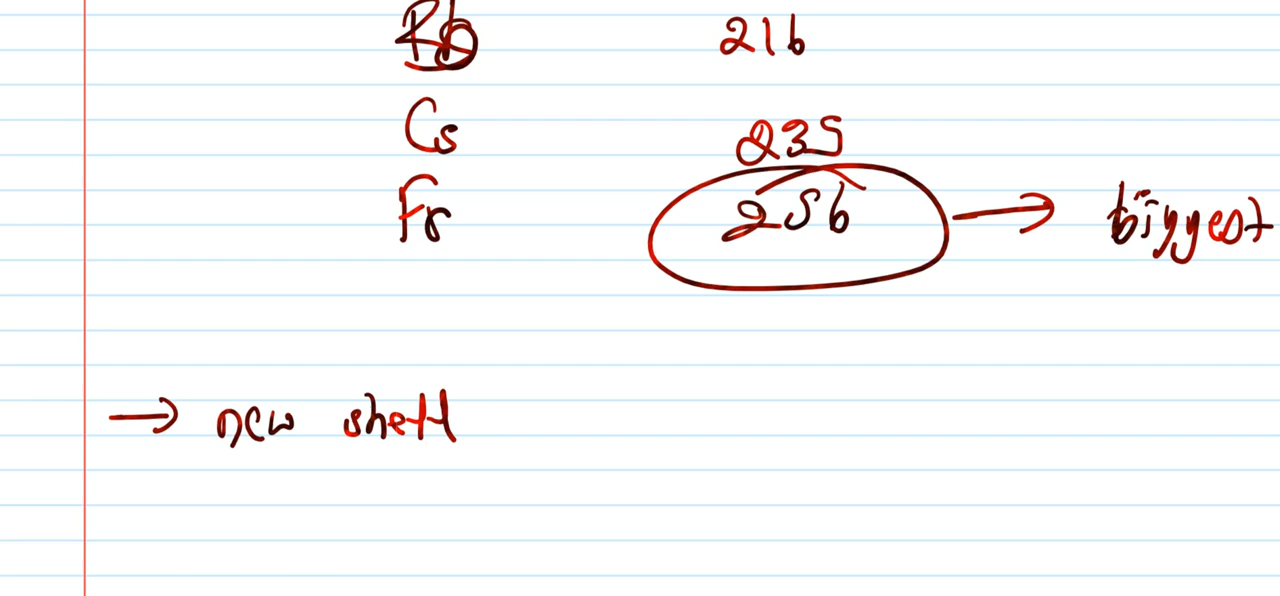 Rb 216
Cs 235
Fr 256 → biggest
→ new shell